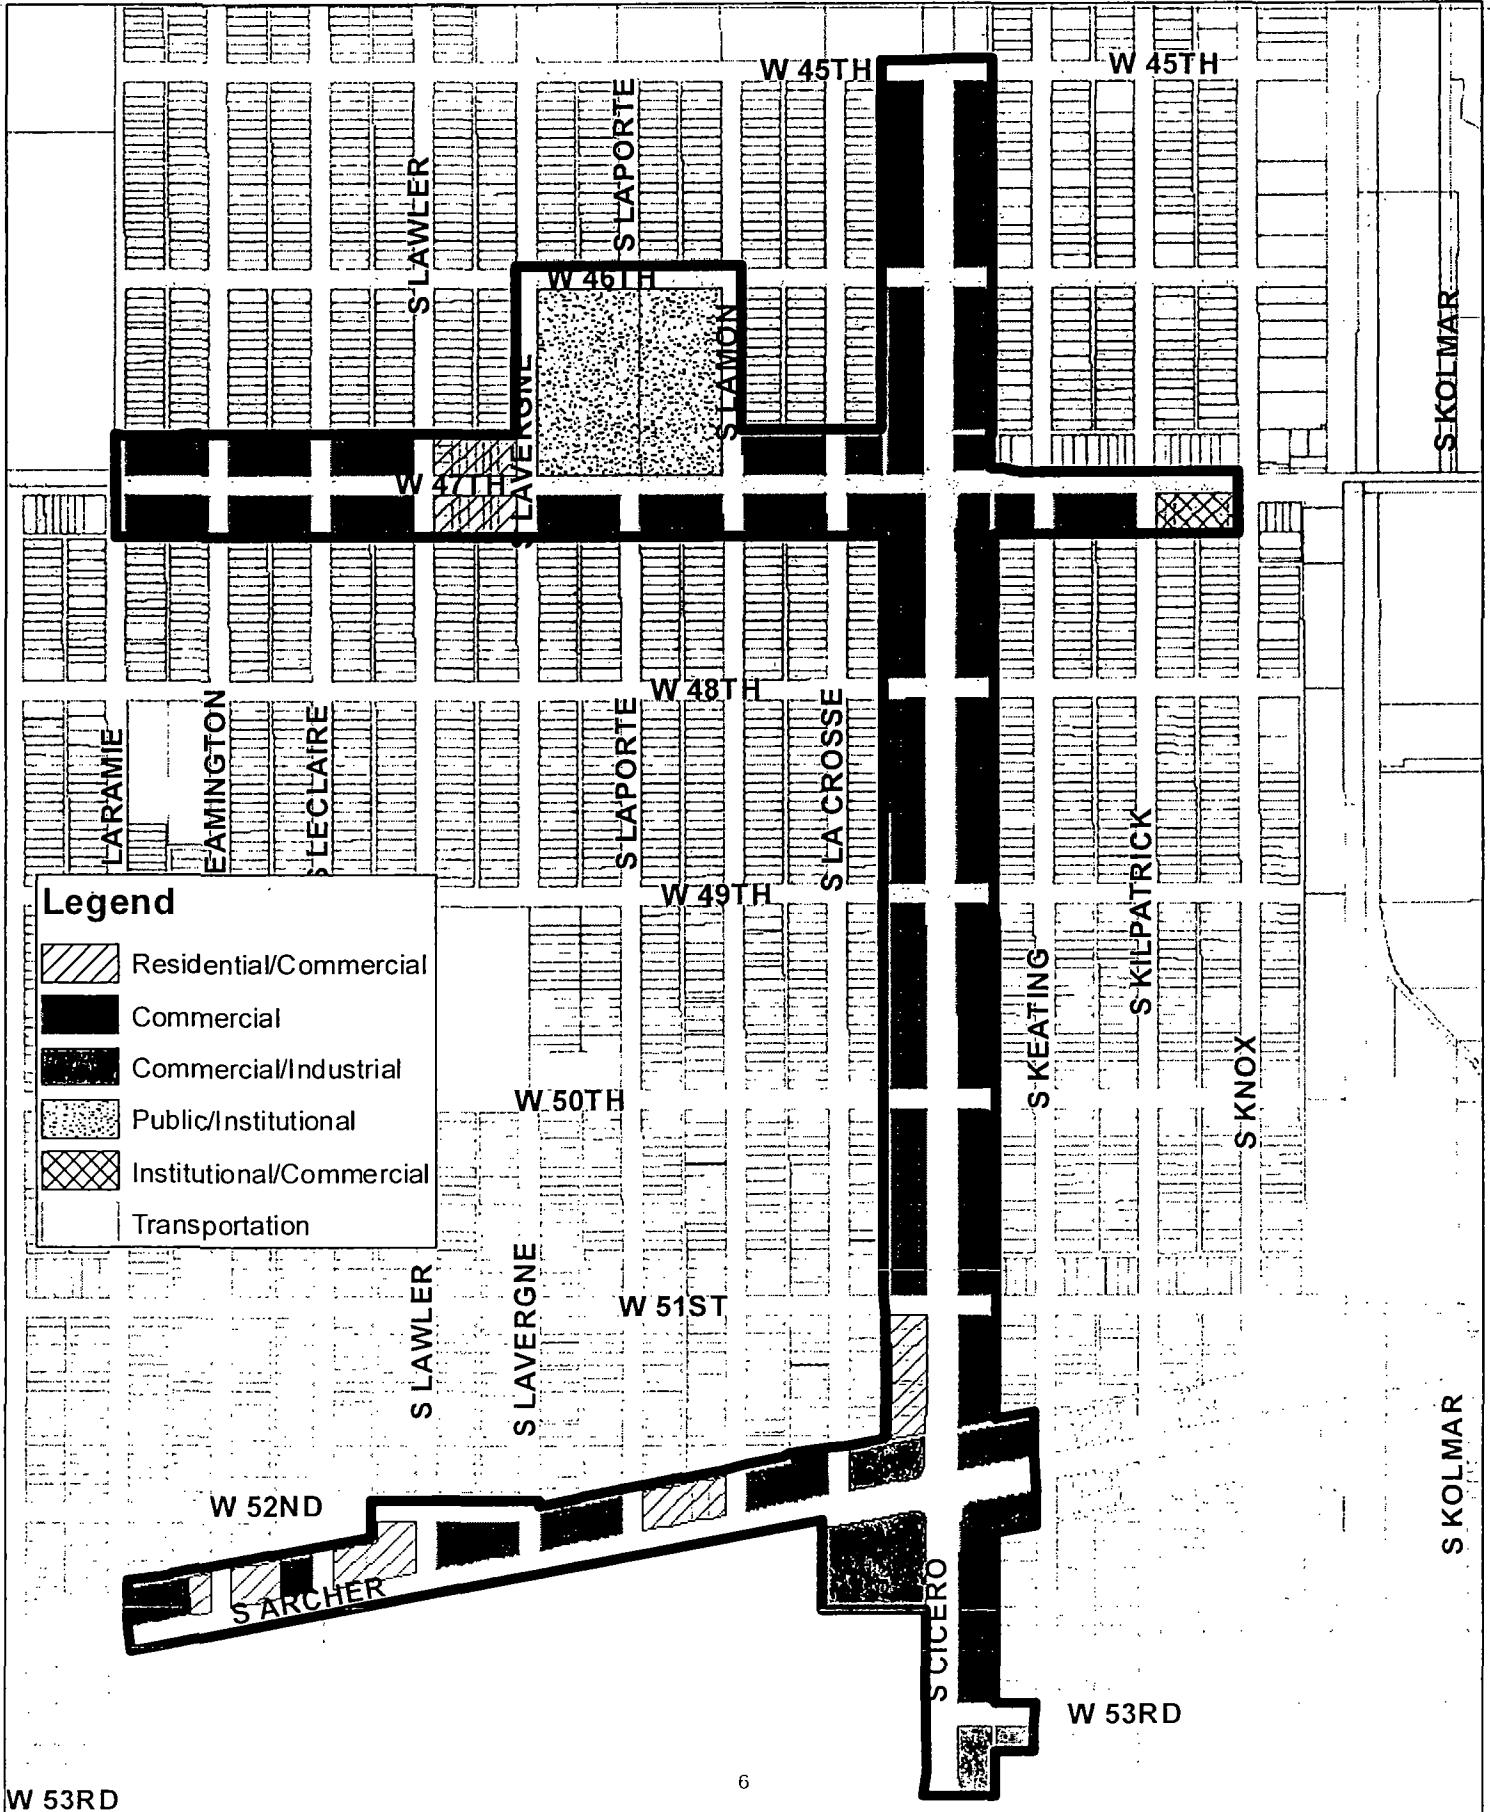 W 45TH
W 45TH
S LAPORTE
S LAWLER
W 46TH
S LAMON
S KOLMAR
S LAVERGNE
W 47TH
W 48TH
LARAMIE
EAMINGTON
S LECLAIRE
S LAPORTE
S LA CROSSE
W 49TH
S KILPATRICK
S KEATING
S KNOX
Legend
Residential/Commercial
Commercial
Commercial/Industrial
Public/Institutional
Institutional/Commercial
Transportation
W 50TH
W 51ST
S LAWLER
S LAVERGNE
S KOLMAR
W 52ND
S ARCHER
S CICERO
W 53RD
6
W 53RD